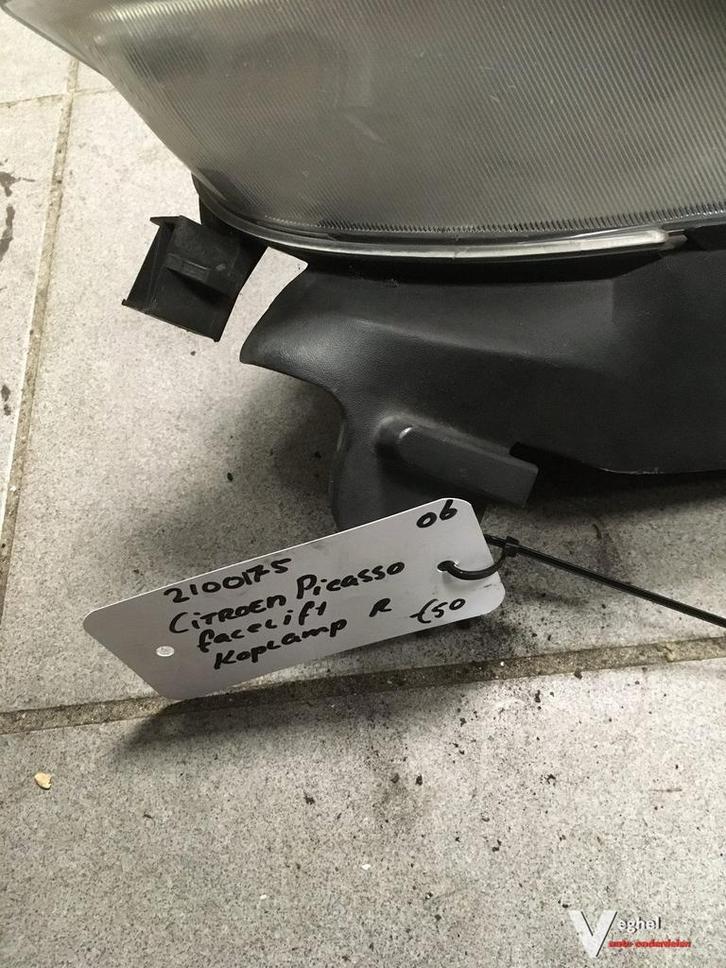 06
2100175
CITROEN Picasso
facelift
Koplamp R €50
Veghel
auto onderdelen